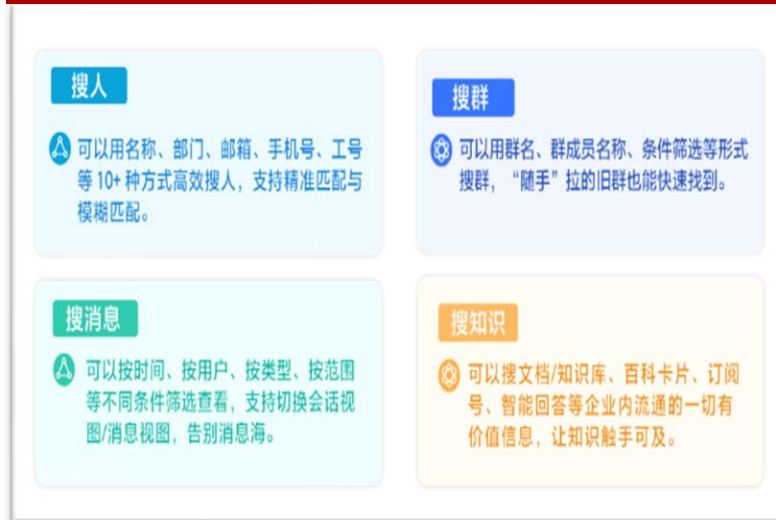 搜人
可以用名称、部门、邮箱、手机号、工号
等 10+ 种方式高效搜人，支持精准匹配与
模糊匹配。
搜群
可以用群名、群成员名称、条件筛选等形式
搜群，“随手”拉的旧群也能快速找到。
搜消息
可以按时间、按用户、按类型、按范围
等不同条件筛选查看，支持切换会话视
图/消息视图，告别消息海。
搜知识
可以搜文档/知识库、百科卡片、订阅
号、智能回答等企业内流通的一切有
价值信息，让知识触手可及。